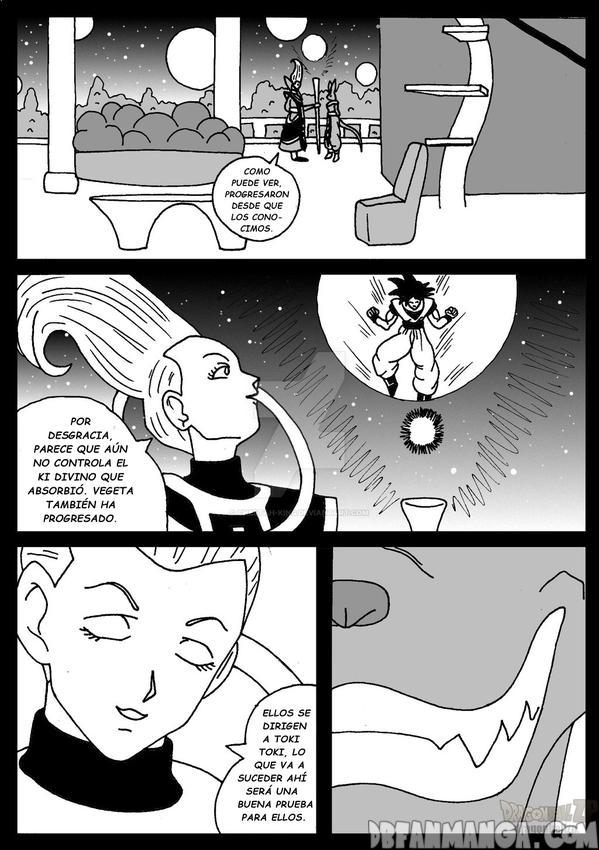 COMO
PUEDE VER,
PROGRESARON
DESDE QUE
LOS CONO-
CIMOS.
POR
DESGRACIA,
PARECE QUE AÚN
NO CONTROLA EL
KI DIVINO QUE
ABSORBIÓ. VEGETA
TAMBIÉN HA
PROGRESADO.
ELLOS SE
DIRIGEN
A TOKI
TOKI, LO
QUE VA A
SUCEDER AHÍ
SERÁ UNA
BUENA PRUEBA
PARA ELLOS.
DBFANMANGA.COM